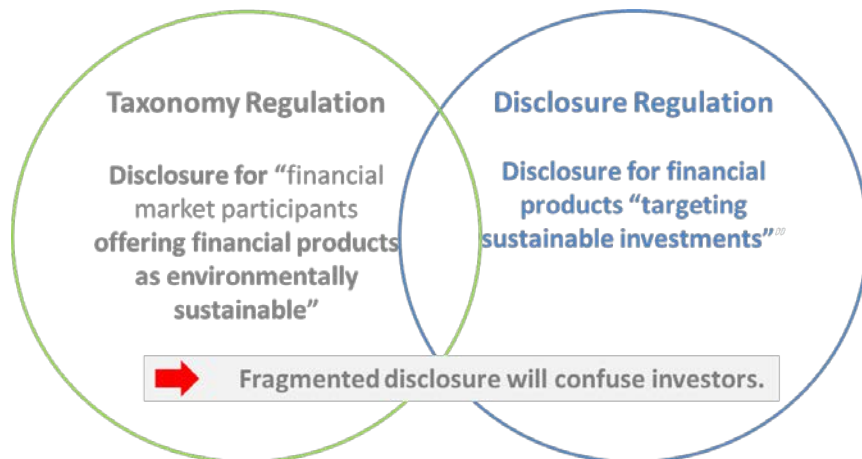 Taxonomy Regulation
Disclosure for “financial
market participants
offering financial products
as environmentally
sustainable”
Disclosure Regulation
Disclosure for financial
products “targeting
sustainable investments”
Fragmented disclosure will confuse investors.